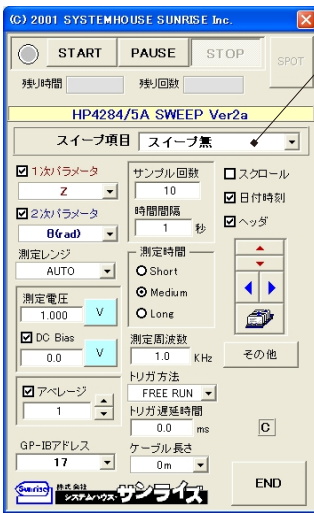 (C) 2001 SYSTEMHOUSE SUNRISE Inc.
START PAUSE STOP SPOT
残り時間 残り回数
HP4284/5A SWEEP Ver2a
スイープ項目 スイープ無
1次パラメータ
Z
2次パラメータ
θ(rad)
測定レンジ
AUTO
測定電圧
1.000 V
DC Bias
0.0 V
アベレージ
1
GP-IBアドレス
17
サンプル回数
10
時間間隔
1 秒
測定時間
Short
Medium
Long
測定周波数
1.0 KHz
トリガ方法
FREE RUN
トリガ遅延時間
0.0 ms
ケーブル長さ
0m
スクロール
日付時刻
ヘッダ
その他
C
END
Sunrise 株式会社 システムハウス・サンライズ